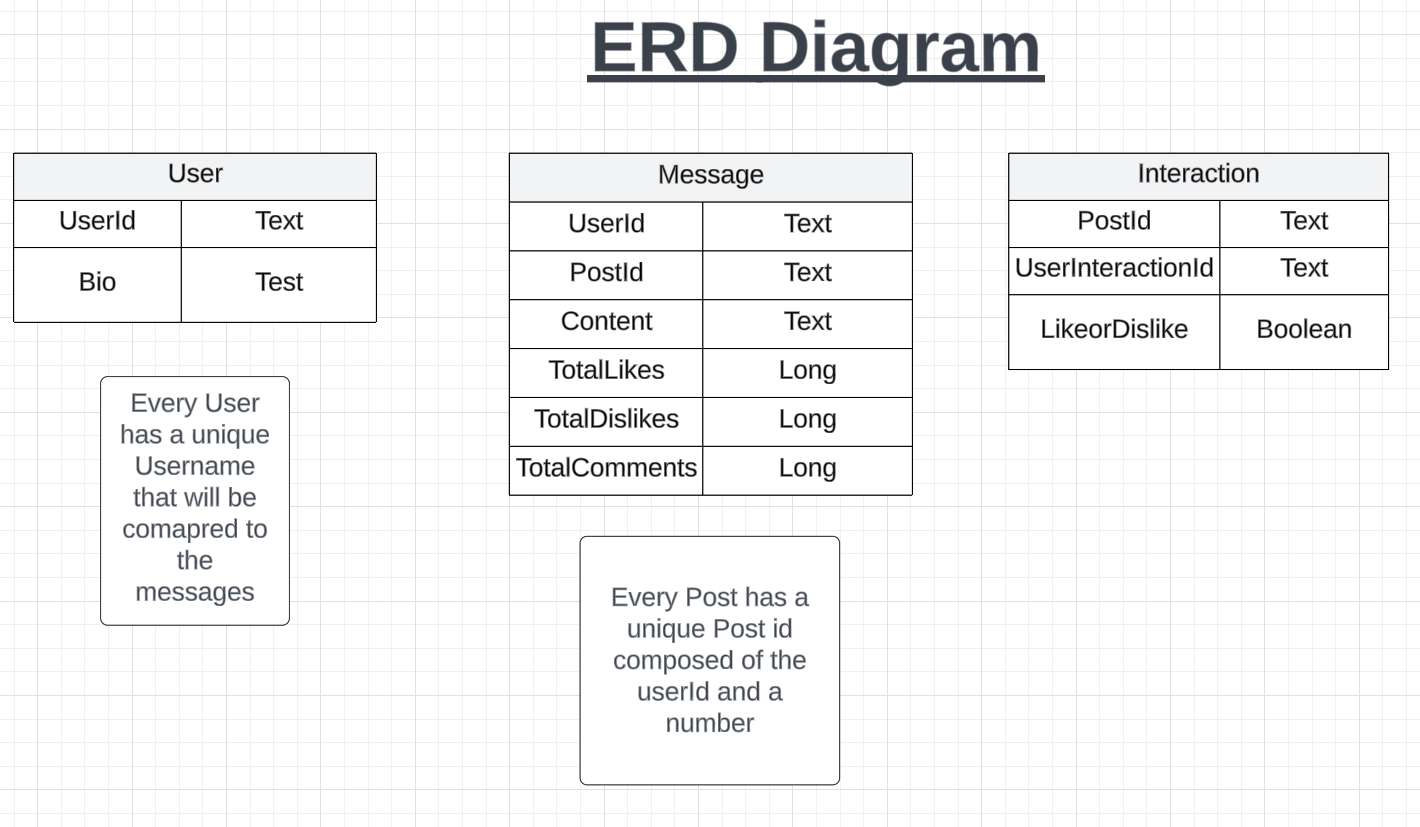 ERD Diagram
User
UserId Text
Bio Test
Every User
has a unique
Username
that will be
comapred to
the
messages
Message
UserId Text
PostId Text
Content Text
TotalLikes Long
TotalDislikes Long
TotalComments Long
Every Post has a
unique Post id
composed of the
userId and a
number
Interaction
PostId Text
UserInteractionId Text
LikeorDislike Boolean